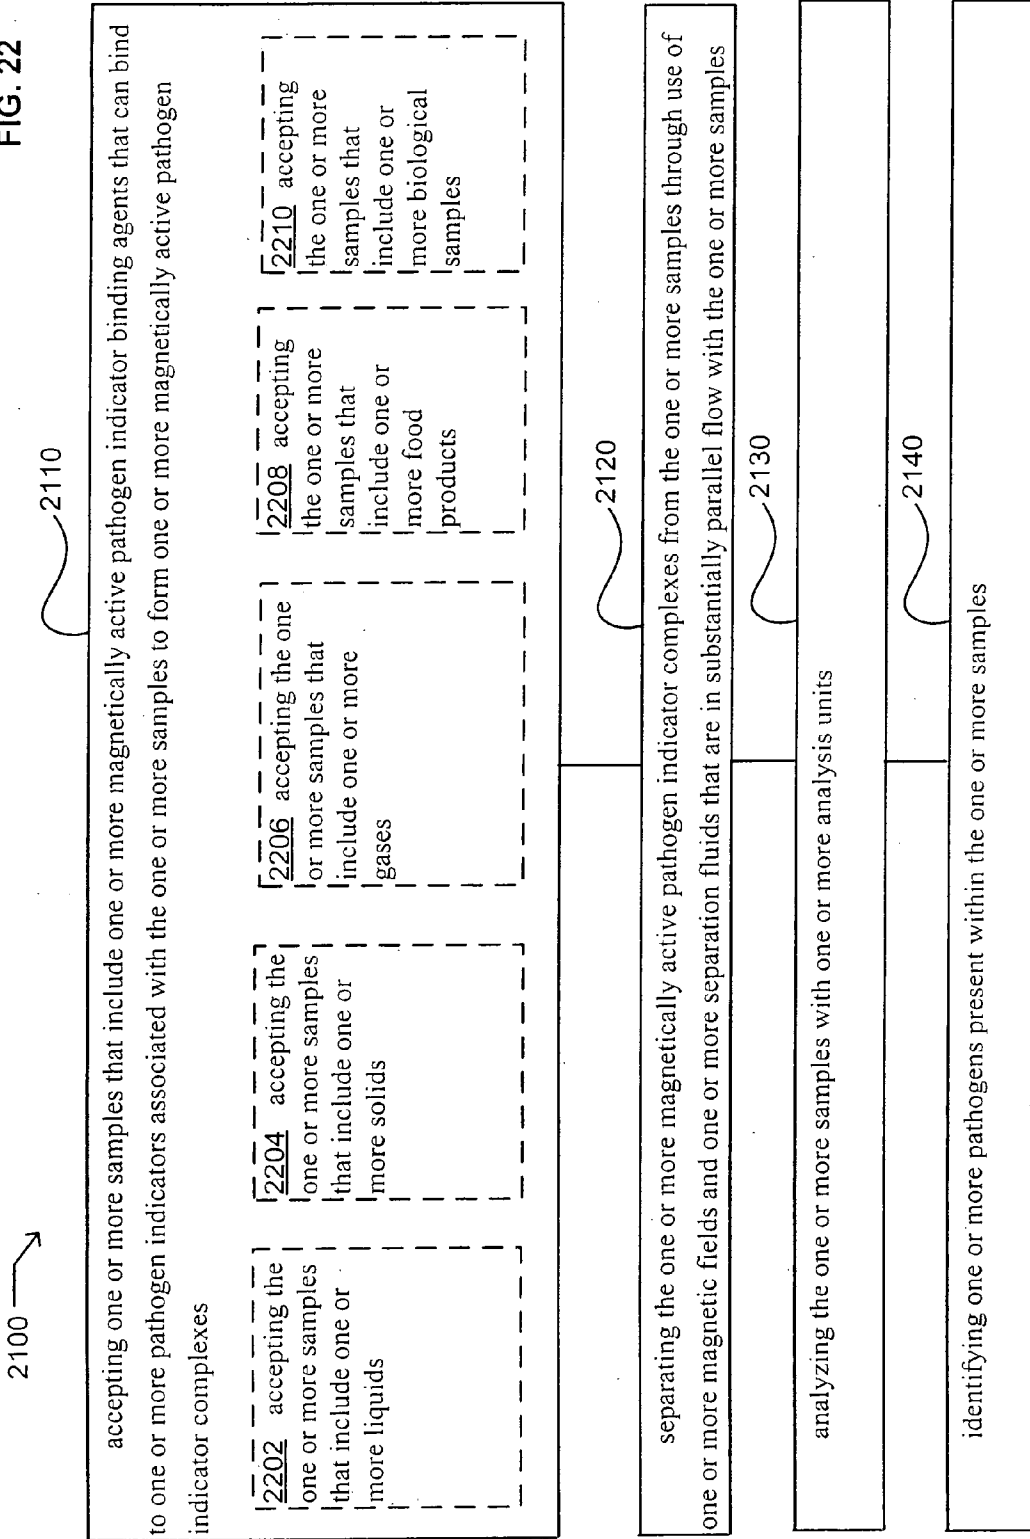 FIG. 22
2100
2110
accepting one or more samples that include one or more magnetically active pathogen indicator binding agents that can bind
to one or more pathogen indicators associated with the one or more samples to form one or more magnetically active pathogen
indicator complexes
2202 accepting the
one or more samples
that include one or
more liquids
2204 accepting the
one or more samples
that include one or
more solids
2206 accepting the one
or more samples that
include one or more
gases
2208 accepting
the one or more
samples that
include one or
more food
products
2210 accepting
the one or more
samples that
include one or
more biological
samples
2120
separating the one or more magnetically active pathogen indicator complexes from the one or more samples through use of
one or more magnetic fields and one or more separation fluids that are in substantially parallel flow with the one or more samples
2130
analyzing the one or more samples with one or more analysis units
2140
identifying one or more pathogens present within the one or more samples